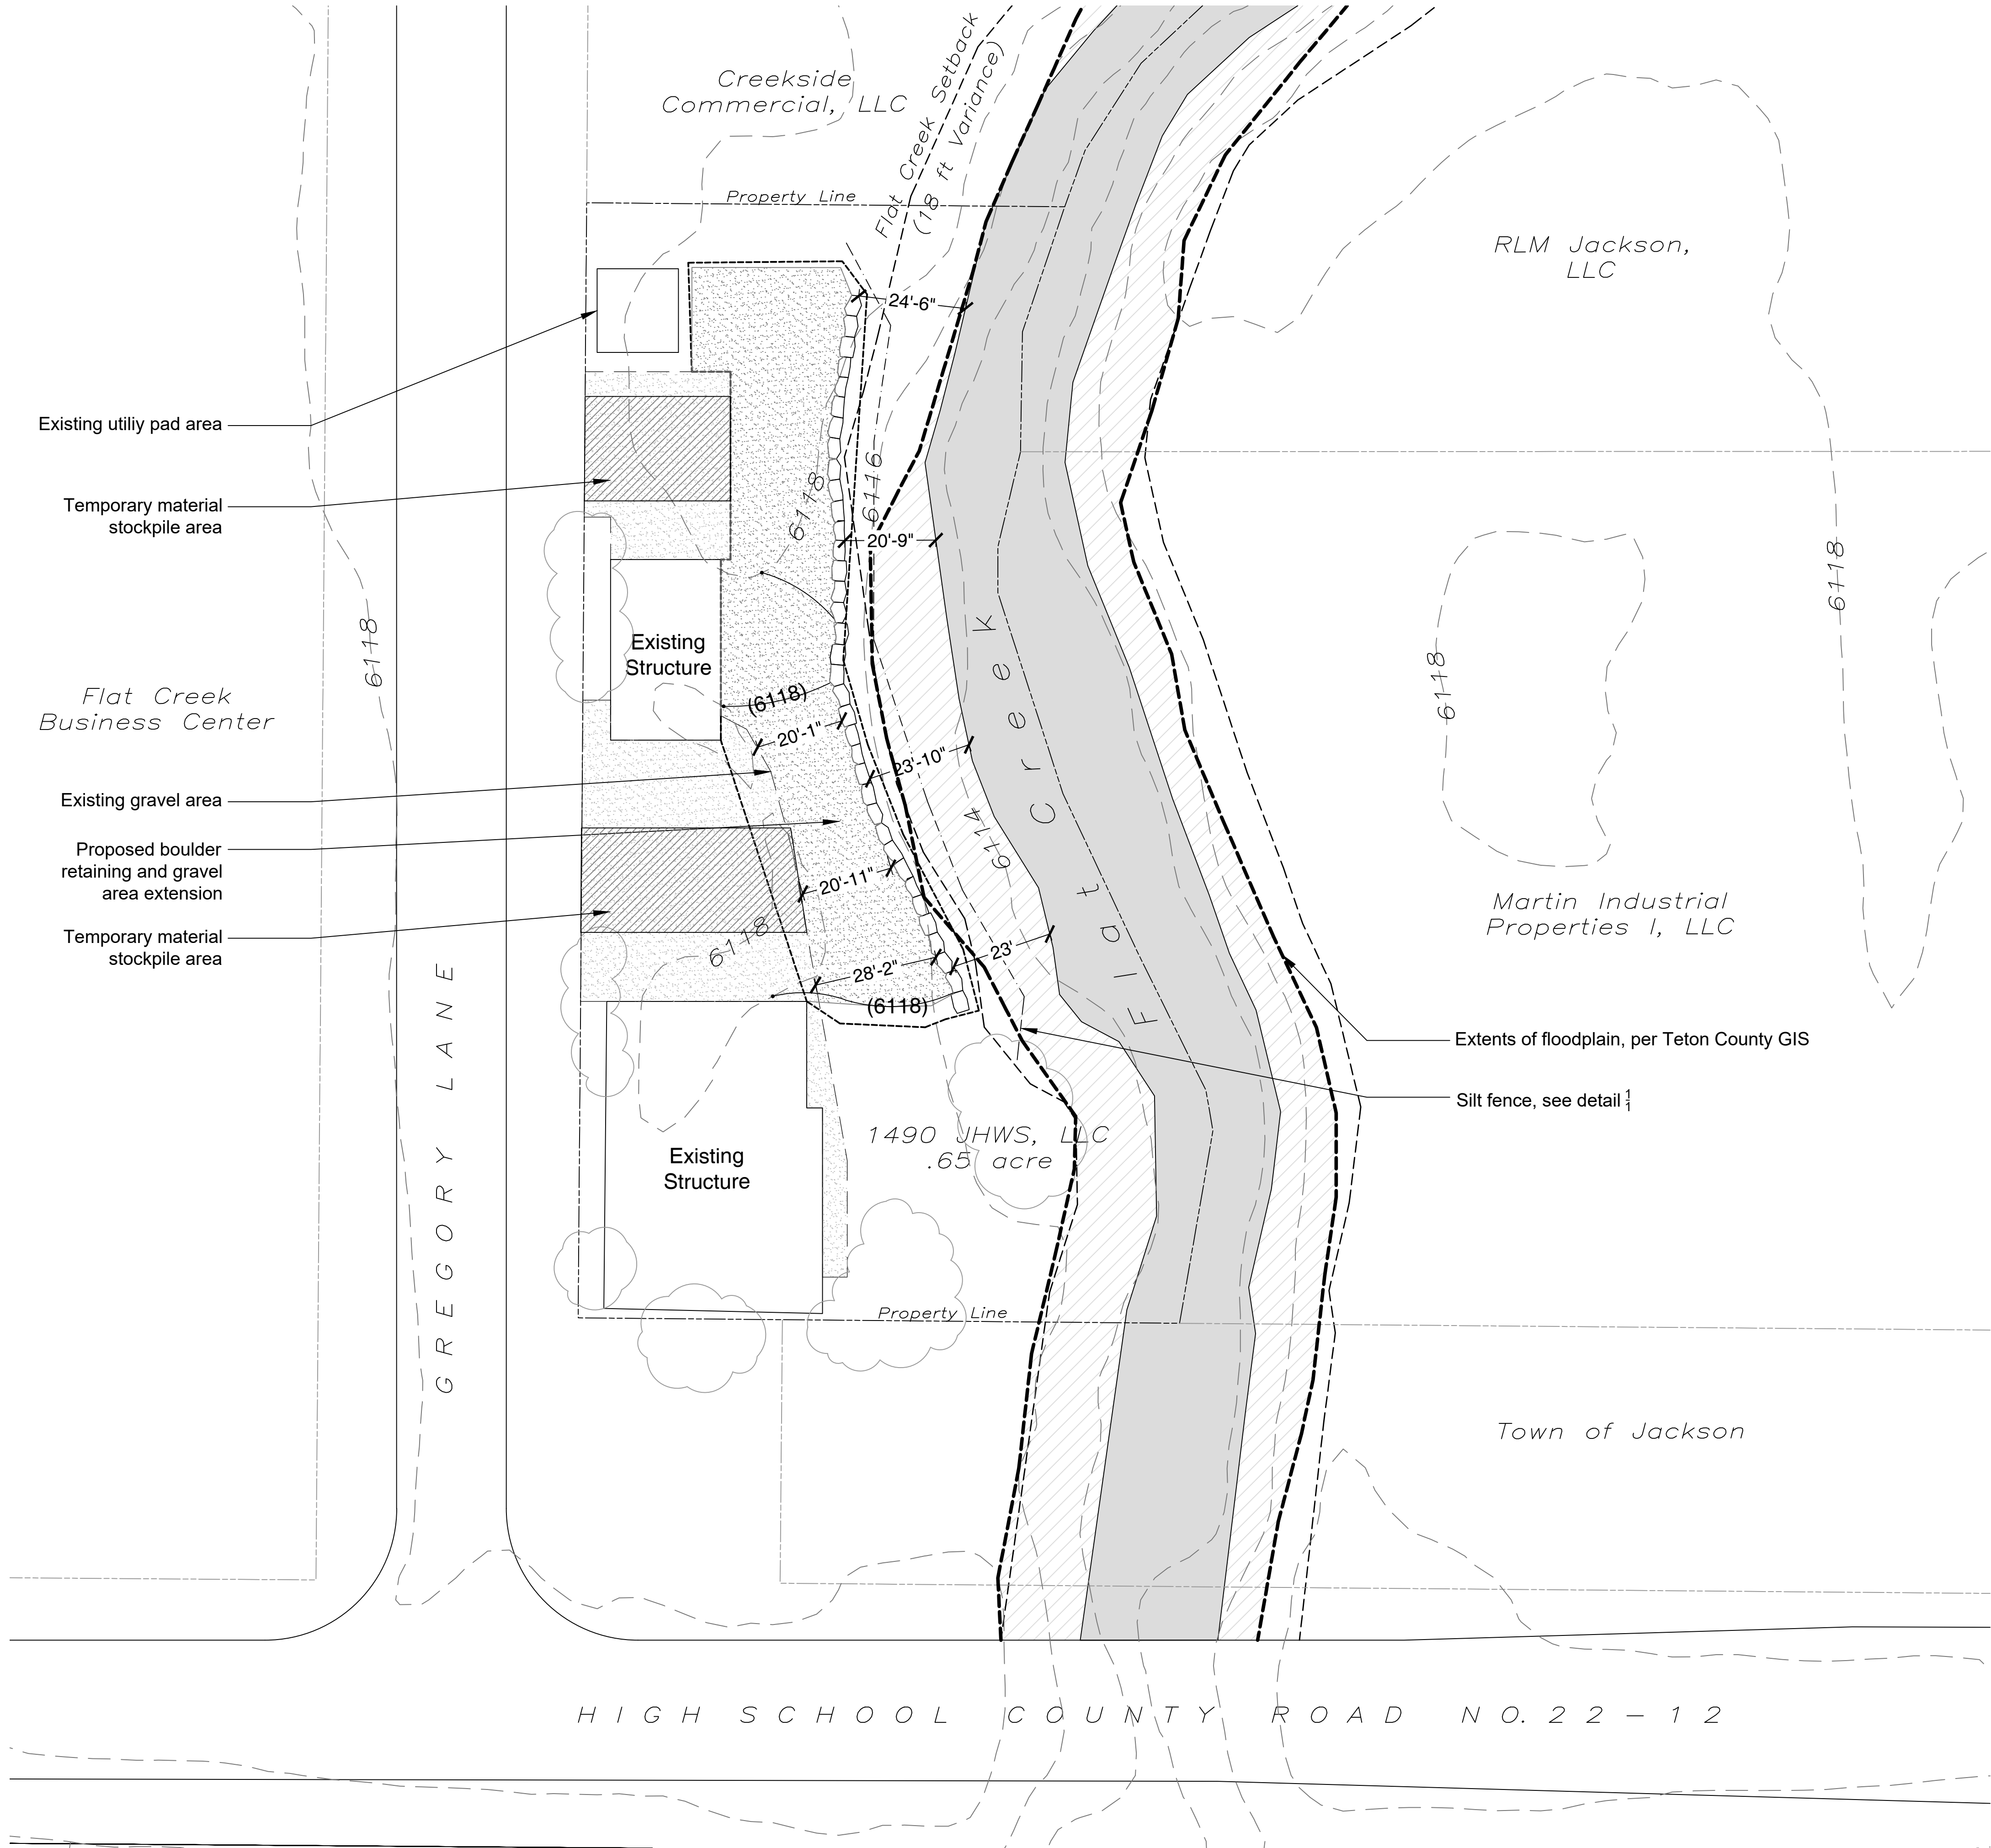 Creekside
Commercial, LLC
Flat Creek Setback
(18 ft Variance)
Property Line
RLM Jackson,
LLC
24'-6"
Existing utiliy pad area
Temporary material
stockpile area
6118
6116
20'-9"
6118
6118
6118
Existing
Structure
Flat Creek
Business Center
(6118)
20'-1"
23'-10"
Flat Creek
Existing gravel area
6114
Proposed boulder
retaining and gravel
area extension
20'-11"
Martin Industrial
Properties I, LLC
Temporary material
stockpile area
6118
28'-2"
23'
(6118)
GREGORY LANE
Extents of floodplain, per Teton County GIS
Silt fence, see detail 1/1
1490 JHWS, LLC
.65 acre
Existing
Structure
Property Line
Town of Jackson
HIGH SCHOOL COUNTY ROAD NO. 22-12